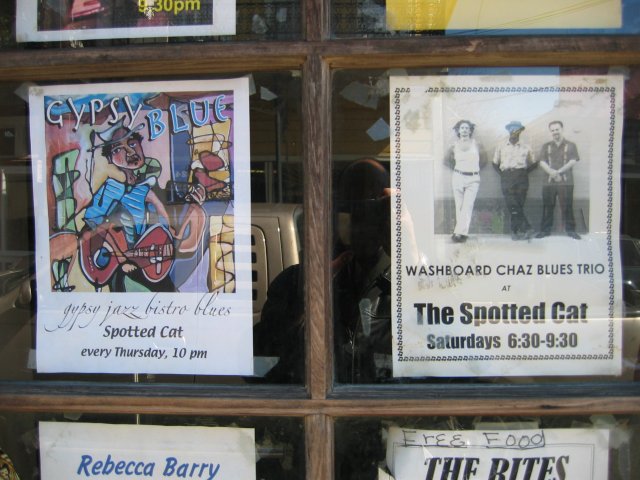 9:30pm
GYPSY BLUE
gypsy jazz bistro blues
Spotted Cat
every Thursday, 10 pm
WASHBOARD CHAZ BLUES TRIO
AT
The Spotted Cat
Saturdays 6:30-9:30
Rebecca Barry
Free Food
THE RITES